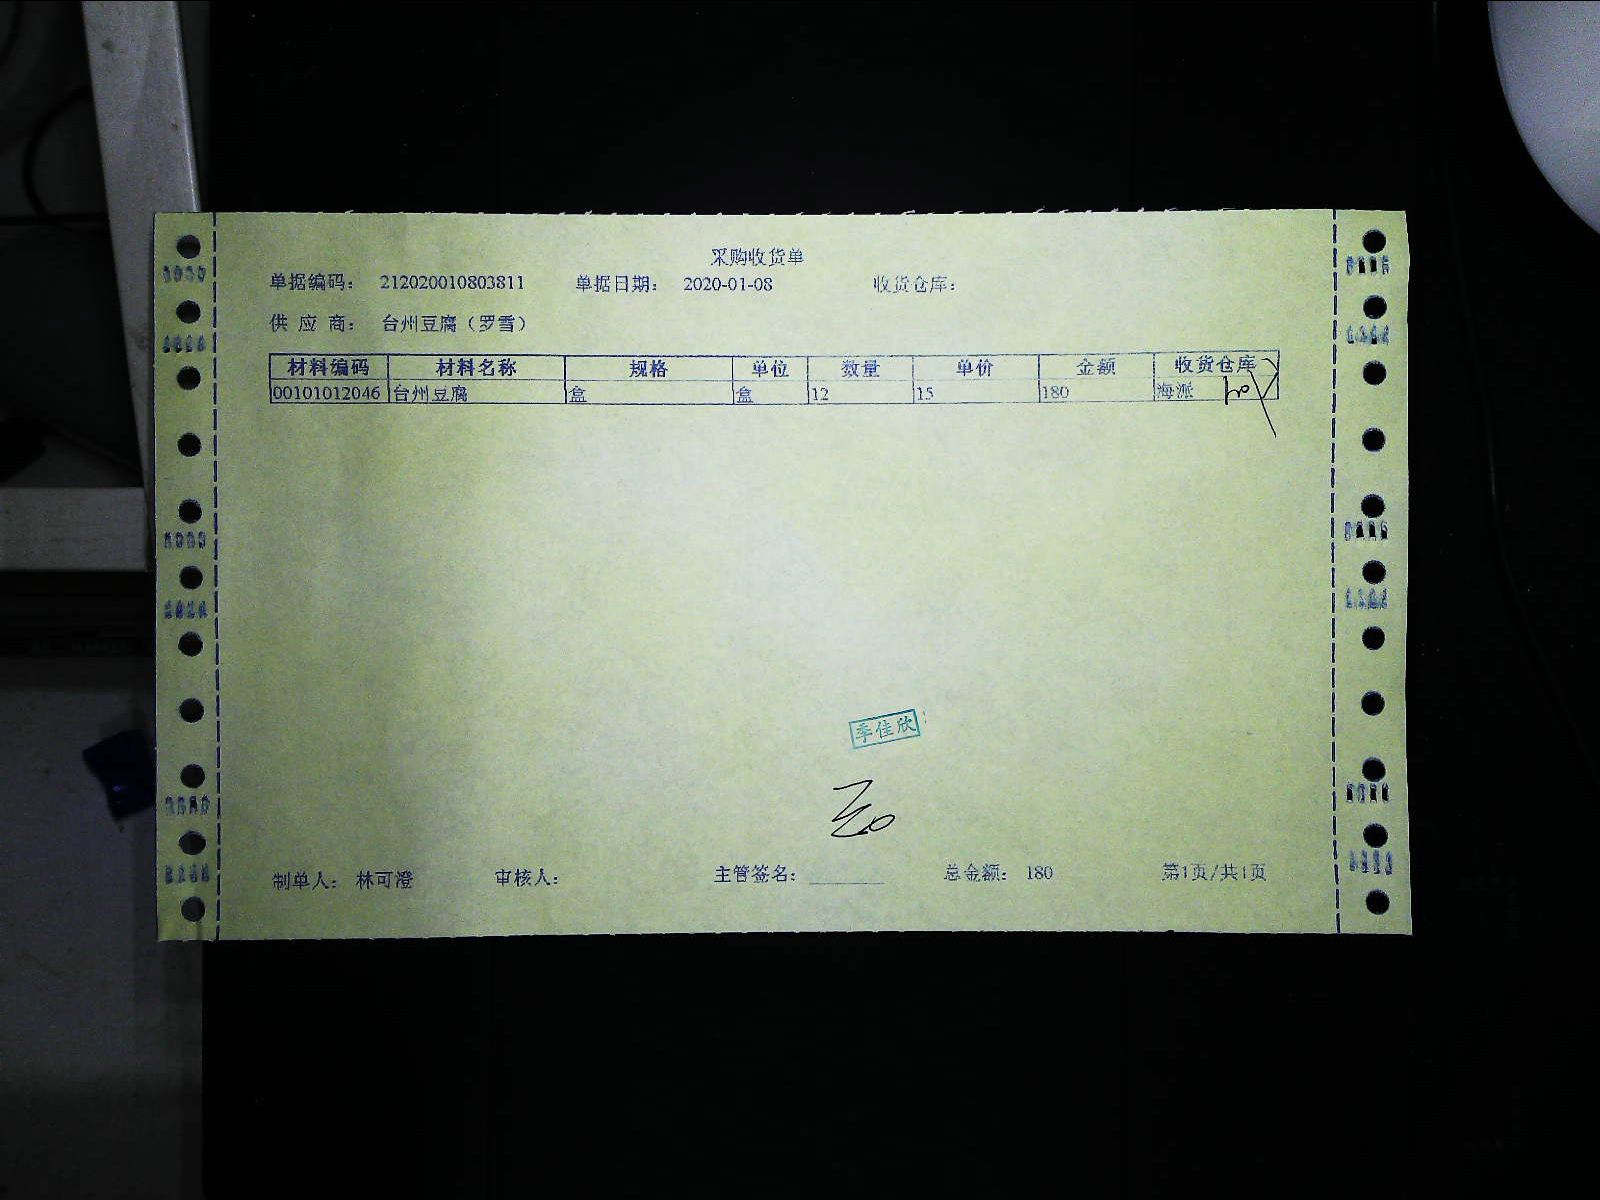 采购收货单
单据编码： 212020010803811 单据日期： 2020-01-08 收货仓库：
供 应 商： 台州豆腐（罗雪）
材料编码 材料名称 规格 单位 数量 单价 金额 收货仓库
00101012046 台州豆腐 盒 盒 12 15 180 海派
季佳欣
制单人： 林可澄 审核人： 主管签名： 总金额： 180 第1页/共1页